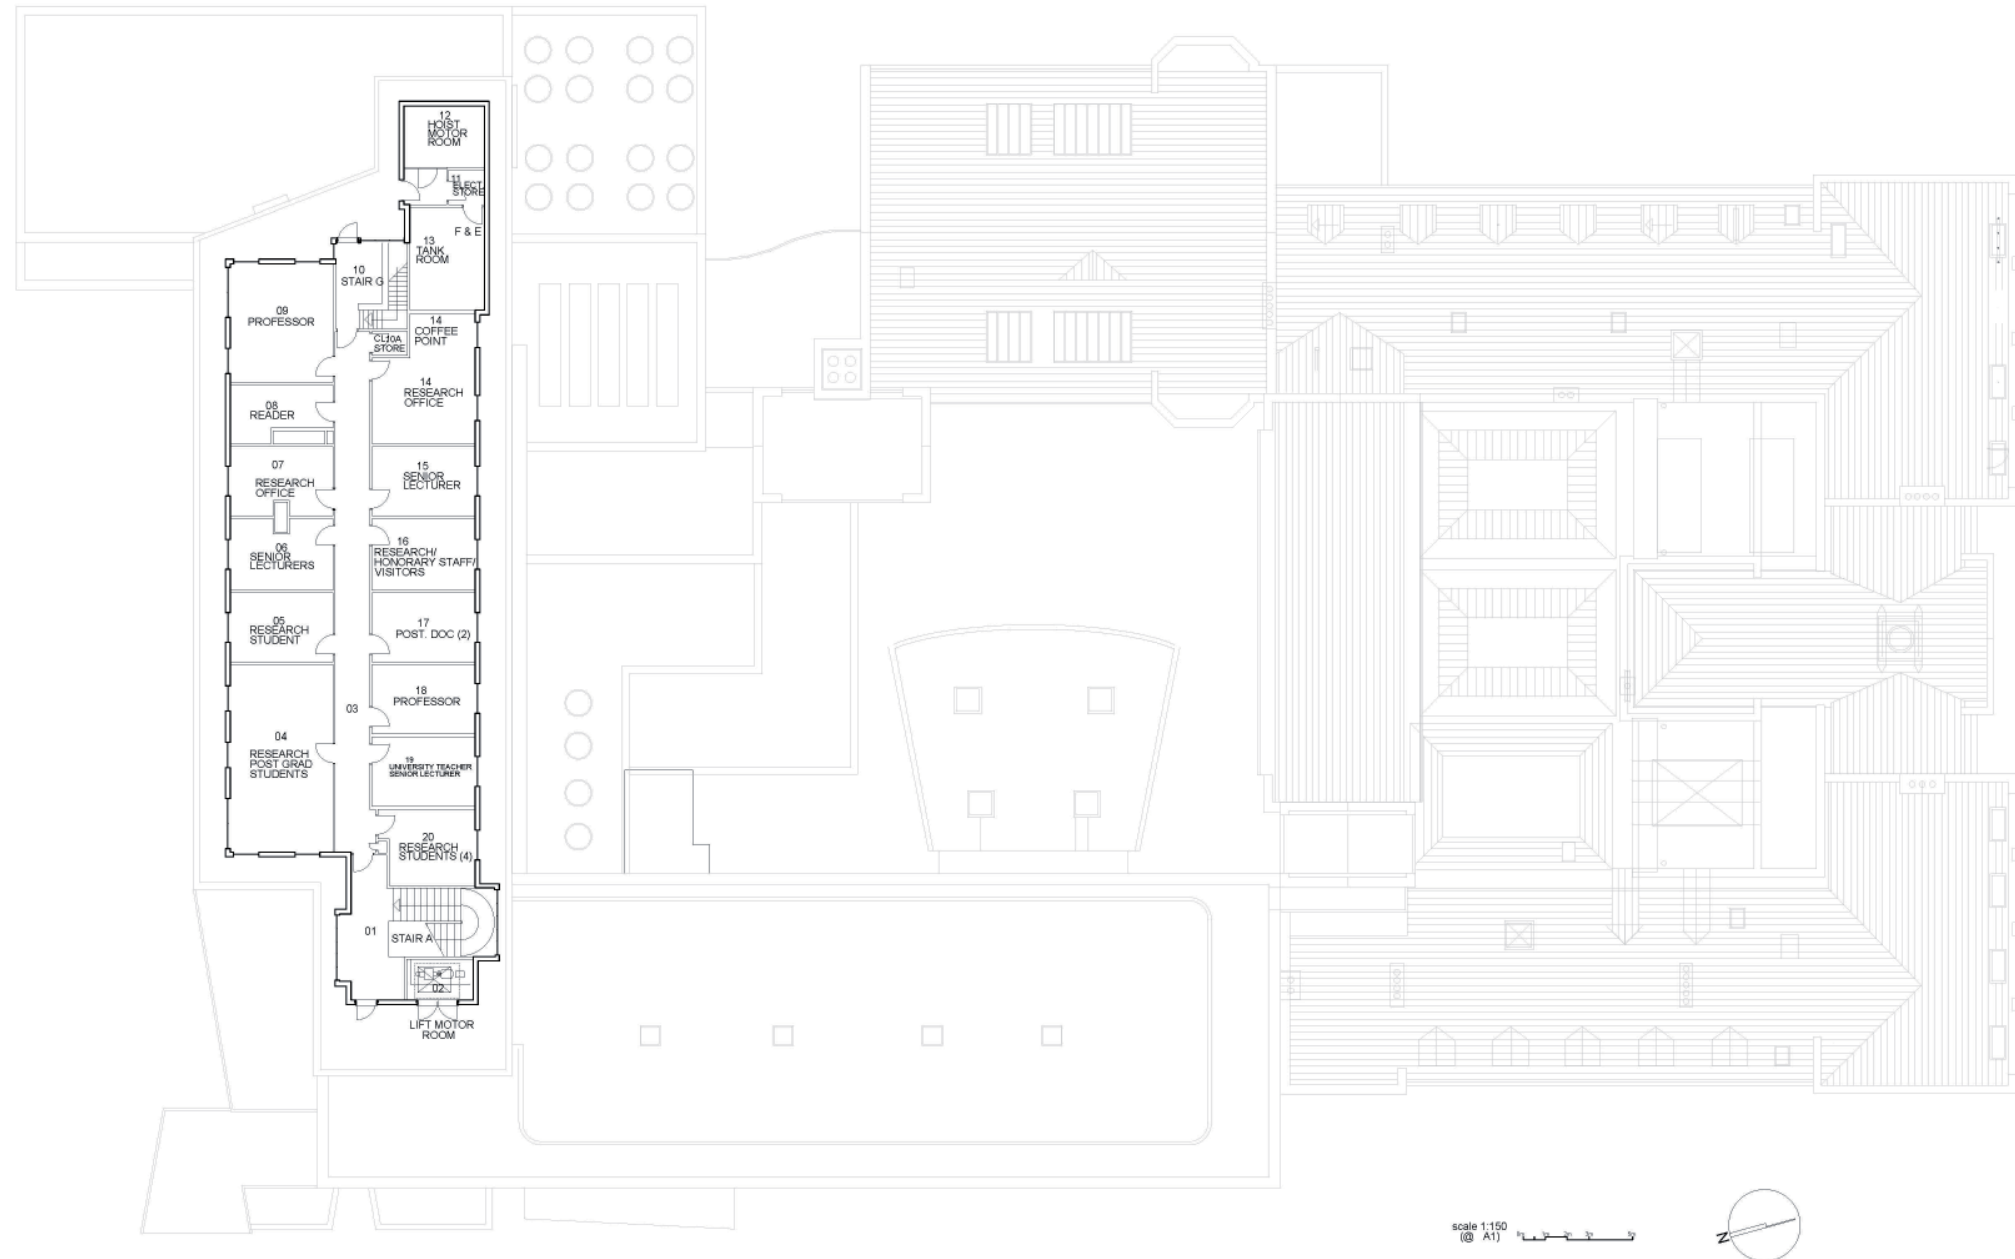 12
HOIST
MOTOR
ROOM
11
ELECT.
STORE
F & E
13
TANK
ROOM
10
STAIR G
09
PROFESSOR
14
COFFEE
POINT
CL10A
STORE
14
RESEARCH
OFFICE
08
READER
07
RESEARCH
OFFICE
15
SENIOR
LECTURER
06
SENIOR
LECTURERS
16
RESEARCH/
HONORARY STAFF/
VISITORS
05
RESEARCH
STUDENT
17
POST. DOC (2)
18
PROFESSOR
03
04
RESEARCH
POST GRAD
STUDENTS
19
UNIVERSITY TEACHER
SENIOR LECTURER
20
RESEARCH
STUDENTS (4)
01
STAIR A
02
LIFT MOTOR
ROOM
scale 1:150
(@ A1)
N